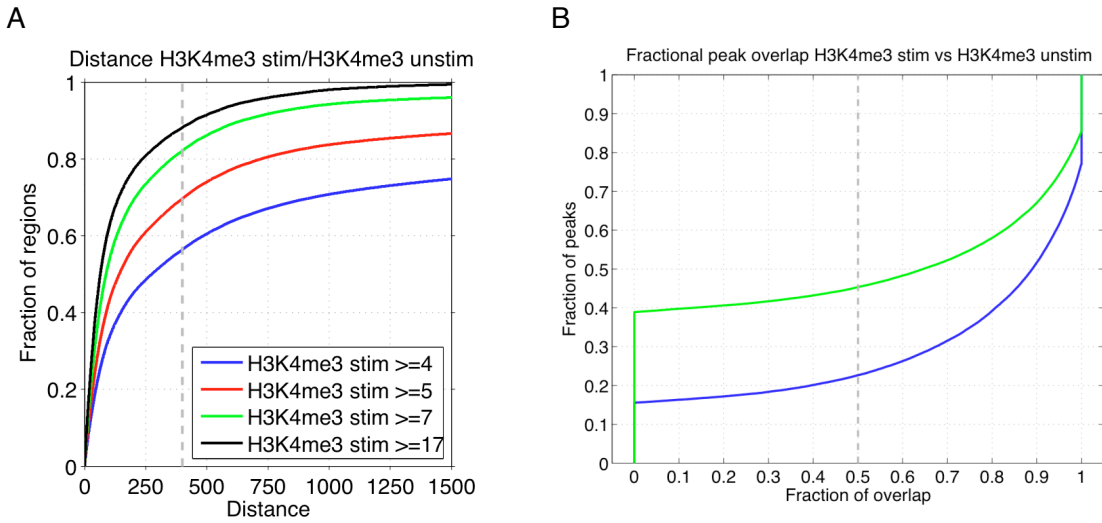 A
Distance H3K4me3 stim/H3K4me3 unstim
1
0.8
0.6
0.4
0.2
0
Fraction of regions
H3K4me3 stim >=4
H3K4me3 stim >=5
H3K4me3 stim >=7
H3K4me3 stim >=17
0 250 500 750 1000 1250 1500
Distance
B
Fractional peak overlap H3K4me3 stim vs H3K4me3 unstim
1
0.9
0.8
0.7
0.6
0.5
0.4
0.3
0.2
0.1
0
Fraction of peaks
0 0.1 0.2 0.3 0.4 0.5 0.6 0.7 0.8 0.9 1
Fraction of overlap